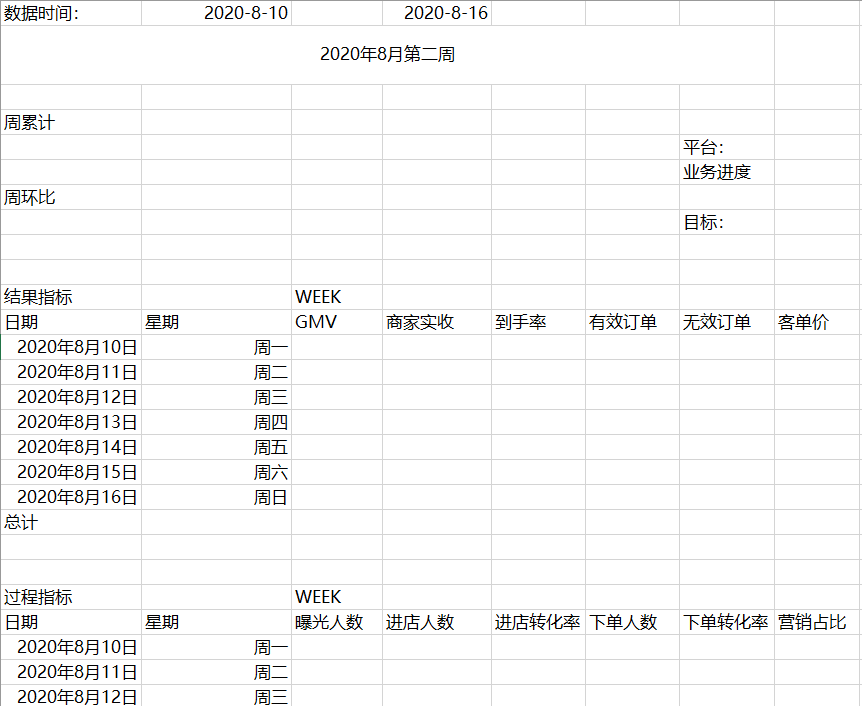 数据时间： 2020-8-10 2020-8-16
2020年8月第二周
周累计
平台：
业务进度
周环比
目标：
结果指标 WEEK
日期 星期 GMV 商家实收 到手率 有效订单 无效订单 客单价
2020年8月10日 周一
2020年8月11日 周二
2020年8月12日 周三
2020年8月13日 周四
2020年8月14日 周五
2020年8月15日 周六
2020年8月16日 周日
总计
过程指标 WEEK
日期 星期 曝光人数 进店人数 进店转化率 下单人数 下单转化率 营销占比
2020年8月10日 周一
2020年8月11日 周二
2020年8月12日 周三